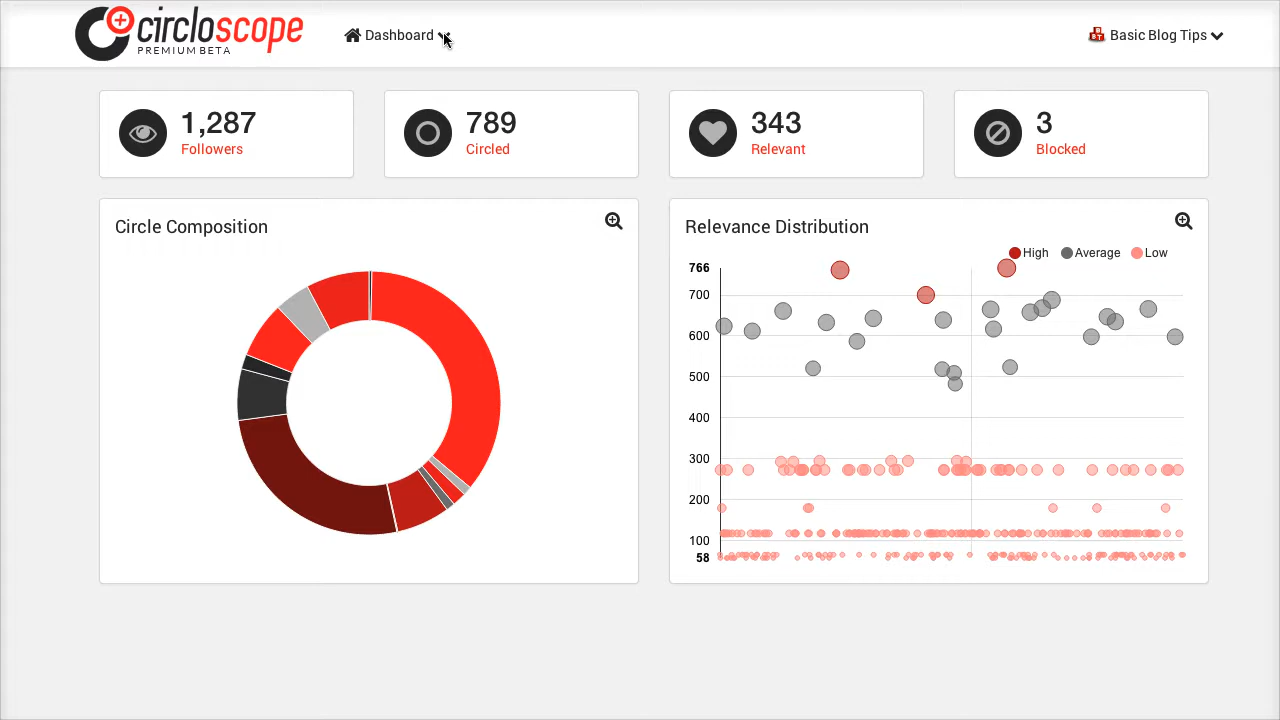 circloscope
PREMIUM BETA
Dashboard
Basic Blog Tips
1,287
Followers
789
Circled
343
Relevant
3
Blocked
Circle Composition
Relevance Distribution
High Average Low
766
700
600
500
400
300
200
100
58